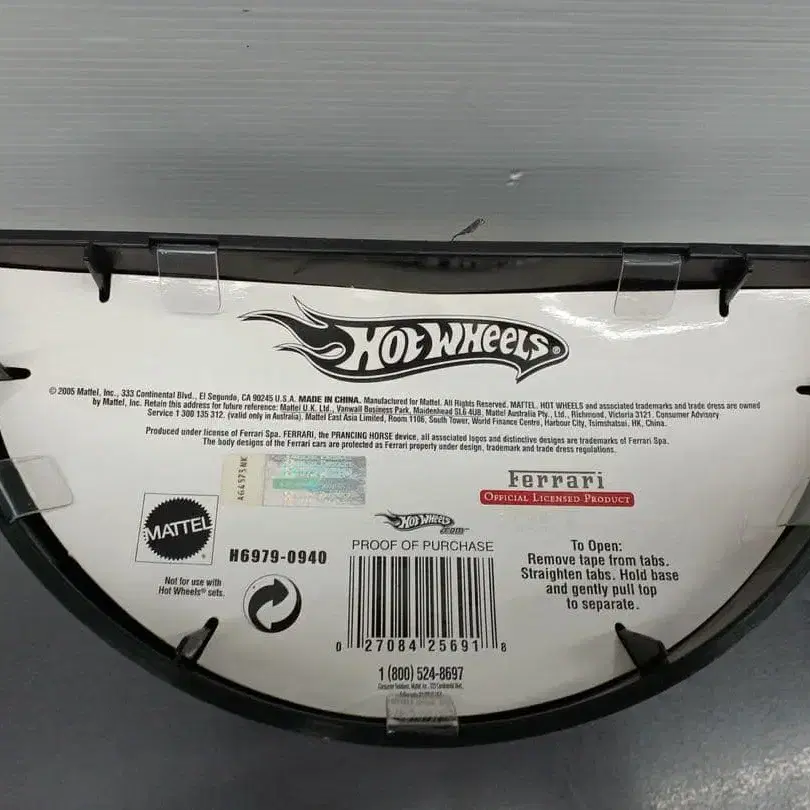 HOT WHEELS®
© 2005 Mattel, Inc., 333 Continental Blvd., El Segundo, CA 90245 U.S.A. MADE IN CHINA. Manufactured for Mattel. All Rights Reserved. MATTEL, HOT WHEELS and associated trademarks and trade dress are owned
by Mattel, Inc. Retain this address for future reference: Mattel U.K. Ltd., Vanwall Business Park, Maidenhead SL6 4UB. Mattel Australia Pty., Ltd., Richmond, Victoria 3121. Consumer Advisory
Service 1 300 135 312. (valid only in Australia). Mattel East Asia Limited, Room 1106, South Tower, World Finance Centre, Harbour City, Tsimshatsui, HK, China.
Produced under license of Ferrari Spa. FERRARI, the PRANCING HORSE device, all associated logos and distinctive designs are trademarks of Ferrari Spa.
The body designs of the Ferrari cars are protected as Ferrari property under design, trademark and trade dress regulations.
Ferrari
OFFICIAL LICENSED PRODUCT
MATTEL®
H6979-0940
Not for use with
Hot Wheels® sets.
HOT WHEELS
.com
PROOF OF PURCHASE
0 27084 25691 8
1 (800) 524-8697
To Open:
Remove tape from tabs.
Straighten tabs. Hold base
and gently pull top
to separate.